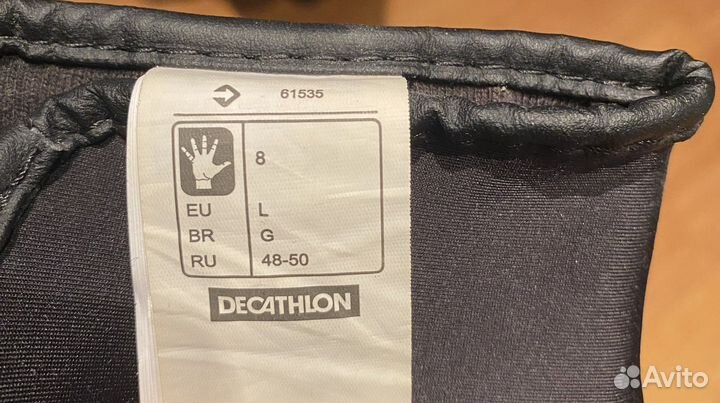 61535
8
EU L
BR G
RU 48-50
DECATHLON
Avito